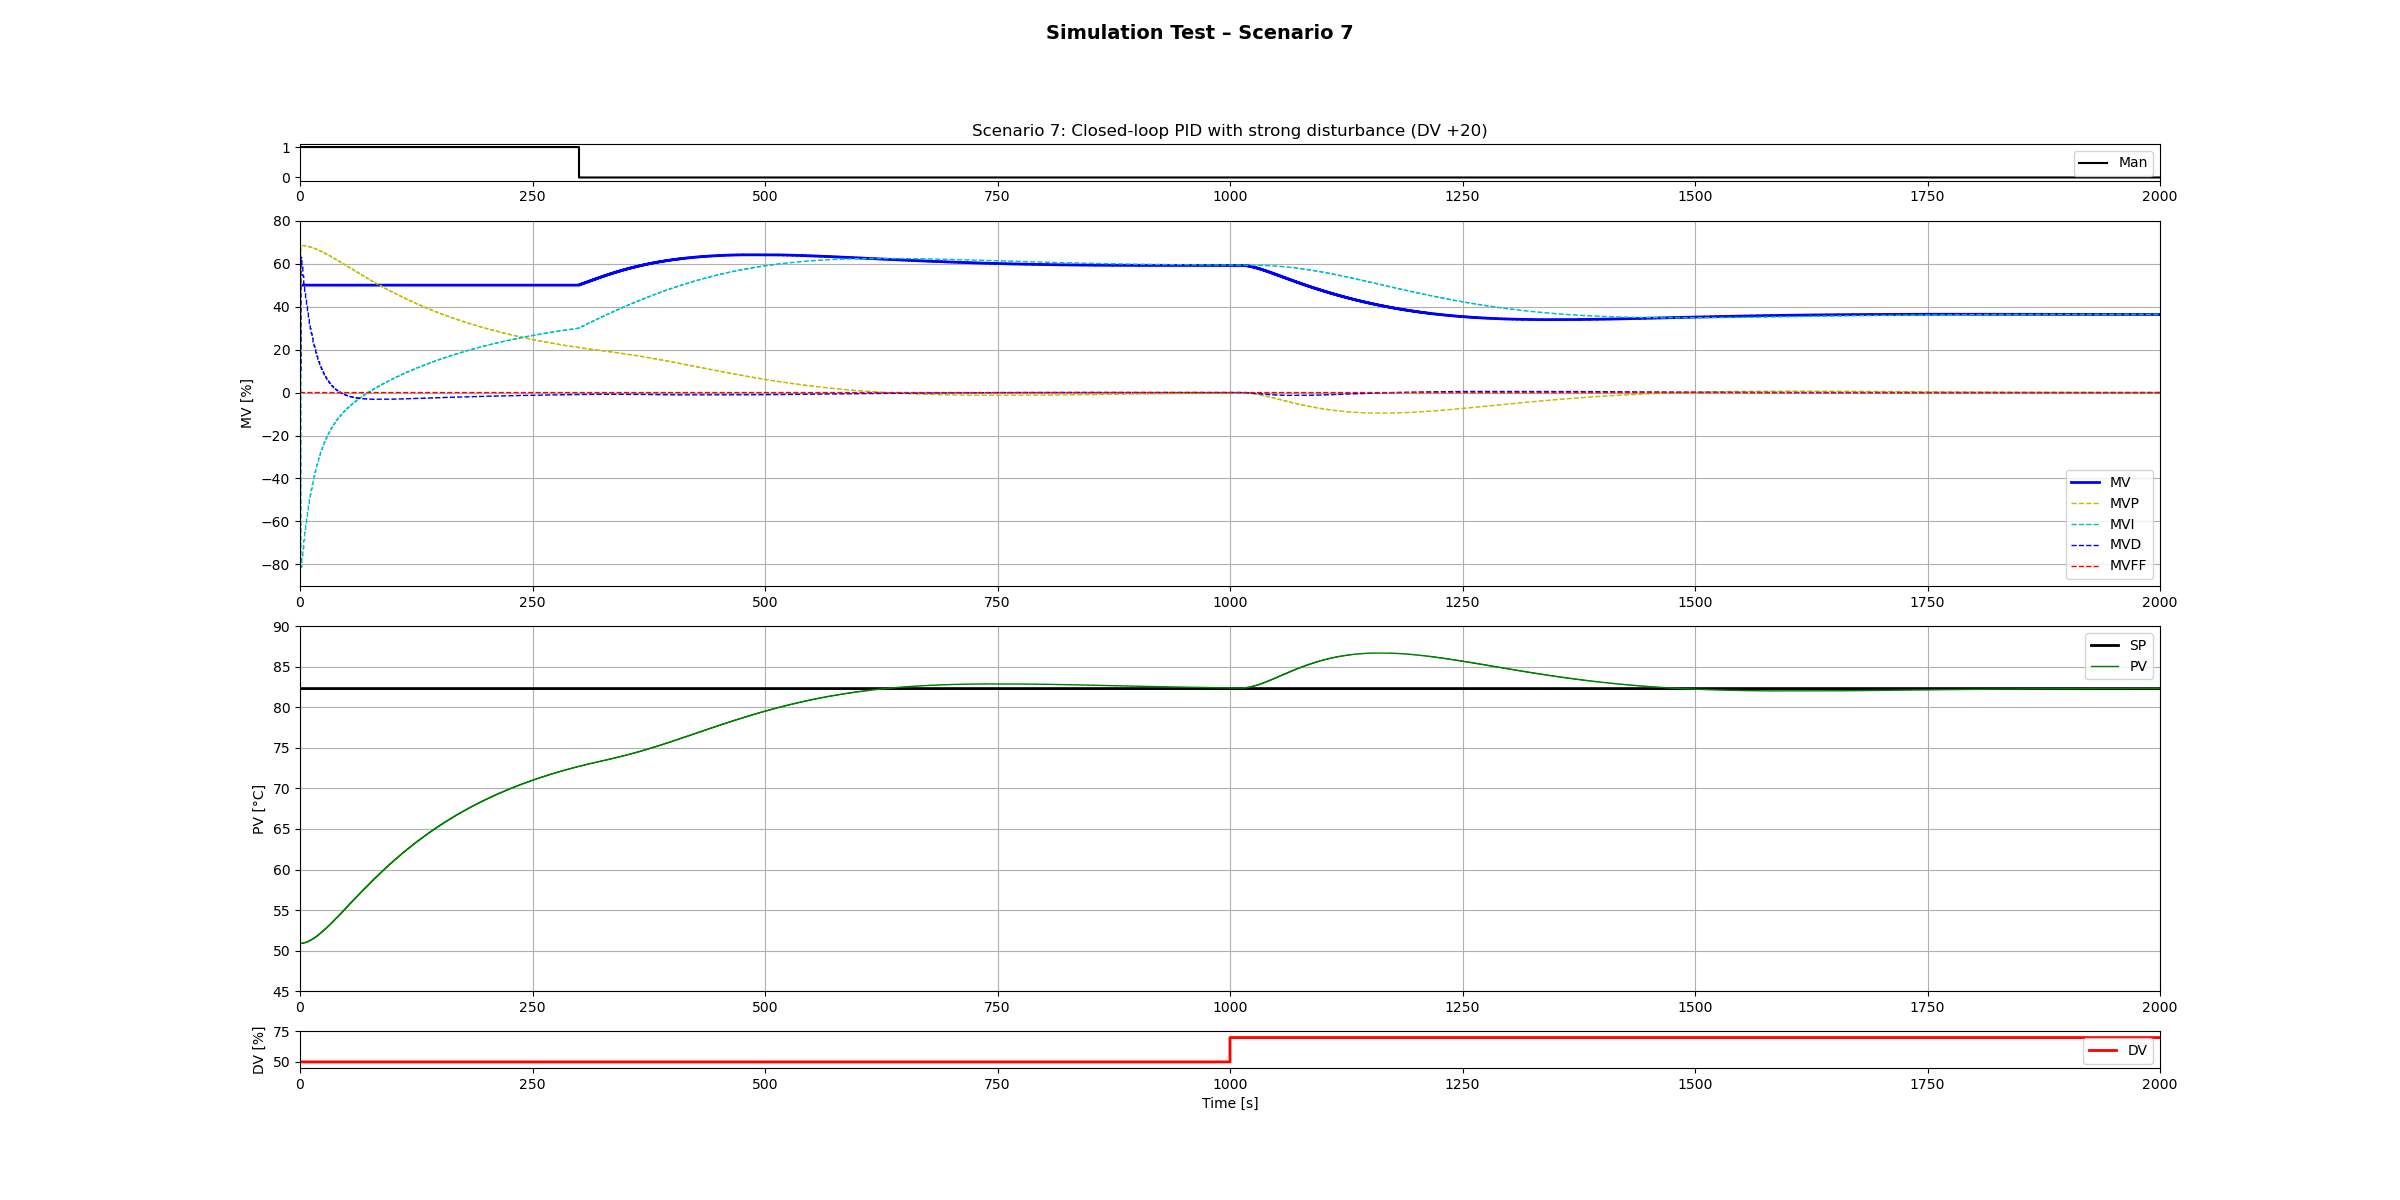 Simulation Test – Scenario 7
Scenario 7: Closed-loop PID with strong disturbance (DV +20)
1
0
Man
0 250 500 750 1000 1250 1500 1750 2000
MV [%]
80
60
40
20
0
−20
−40
−60
−80
MV
MVP
MVI
MVD
MVFF
0 250 500 750 1000 1250 1500 1750 2000
PV [°C]
90
85
80
75
70
65
60
55
50
45
SP
PV
0 250 500 750 1000 1250 1500 1750 2000
DV [%]
75
50
DV
0 250 500 750 1000 1250 1500 1750 2000
Time [s]